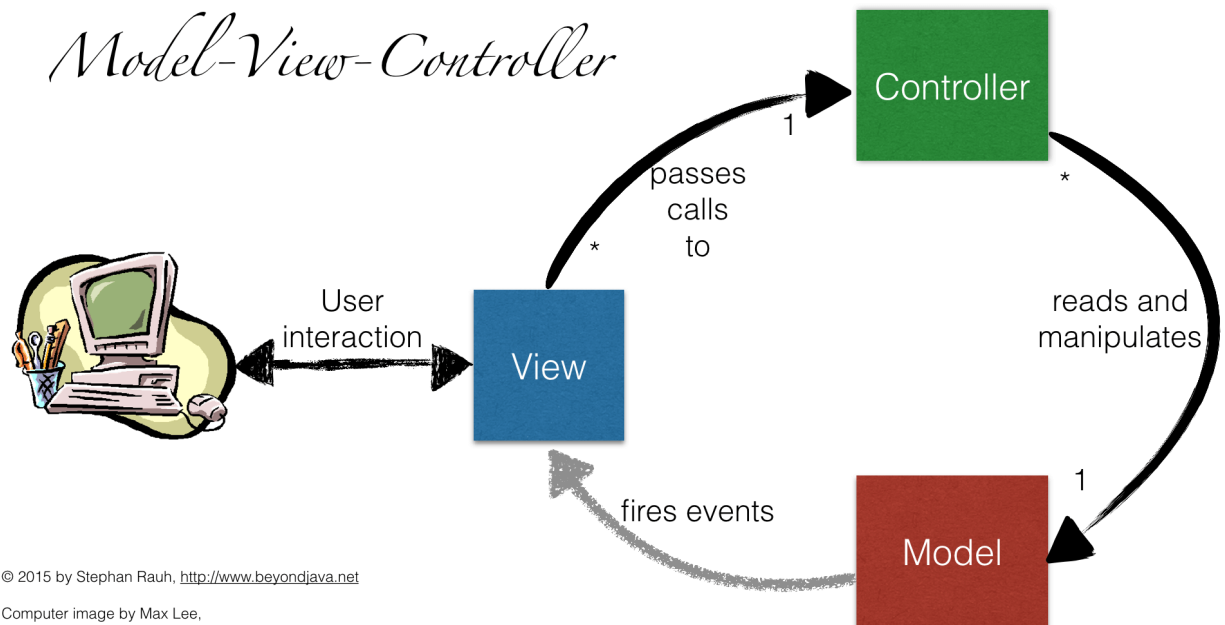 Model-View-Controller
Controller
1
*
passes
calls
to
*
User
interaction
reads and
manipulates
View
1
fires events
Model
© 2015 by Stephan Rauh, http://www.beyondjava.net
Computer image by Max Lee,